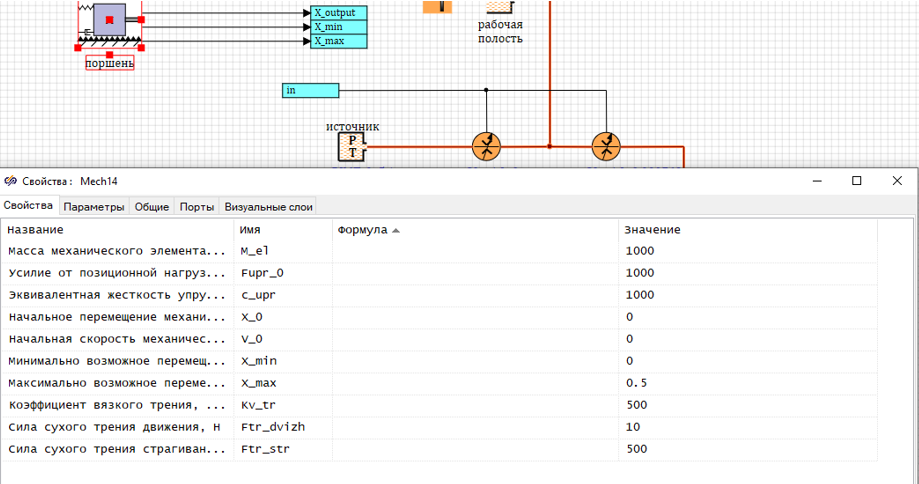 X_output
X_min
X_max
рабочая
полость
поршень
in
источник
P
T
Свойства: Mech14
Свойства Параметры Общие Порты Визуальные слои
Название Имя Формула Значение
Масса механического элемента... M_el 1000
Усилие от позиционной нагруз... Fupr_0 1000
Эквивалентная жесткость упру... c_upr 1000
Начальное перемещение механи... X_0 0
Начальная скорость механичес... V_0 0
Минимально возможное перемещ... X_min 0
Максимально возможное переме... X_max 0.5
Коэффициент вязкого трения, ... Kv_tr 500
Сила сухого трения движения, Н Ftr_dvizh 10
Сила сухого трения страгиван... Ftr_str 500